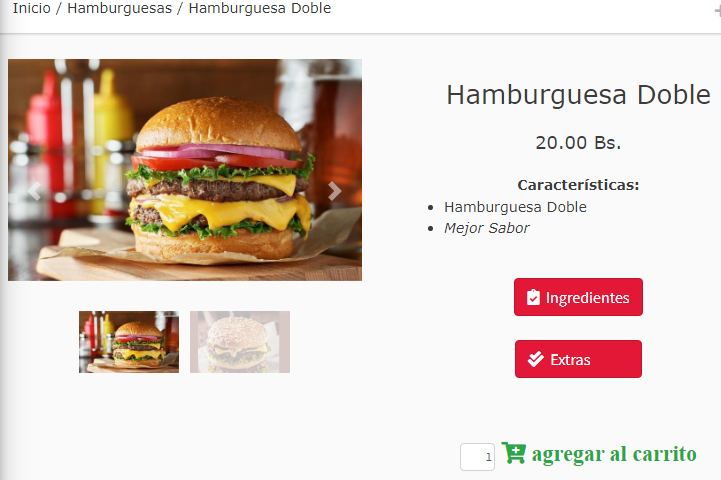 Inicio / Hamburguesas / Hamburguesa Doble
Hamburguesa Doble
20.00 Bs.
Características:
Hamburguesa Doble
Mejor Sabor
Ingredientes
Extras
1 agregar al carrito